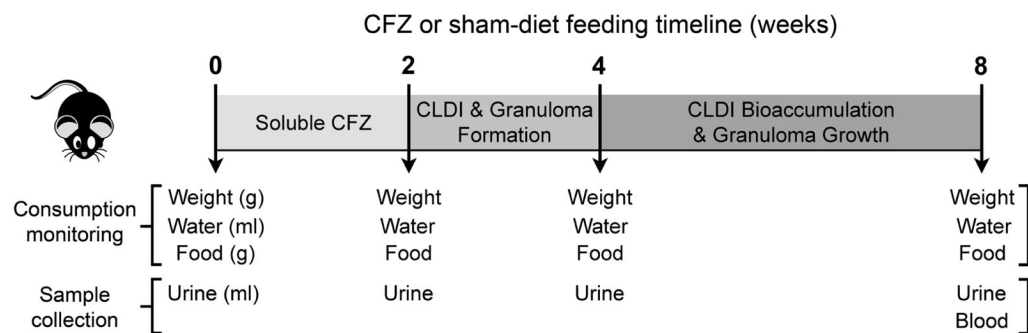 CFZ or sham-diet feeding timeline (weeks)
0 2 4 8
Soluble CFZ
CLDI & Granuloma
Formation
CLDI Bioaccumulation
& Granuloma Growth
Consumption
monitoring
Weight (g) Weight Weight Weight
Water (ml) Water Water Water
Food (g) Food Food Food
Sample
collection
Urine (ml) Urine Urine Urine
Blood